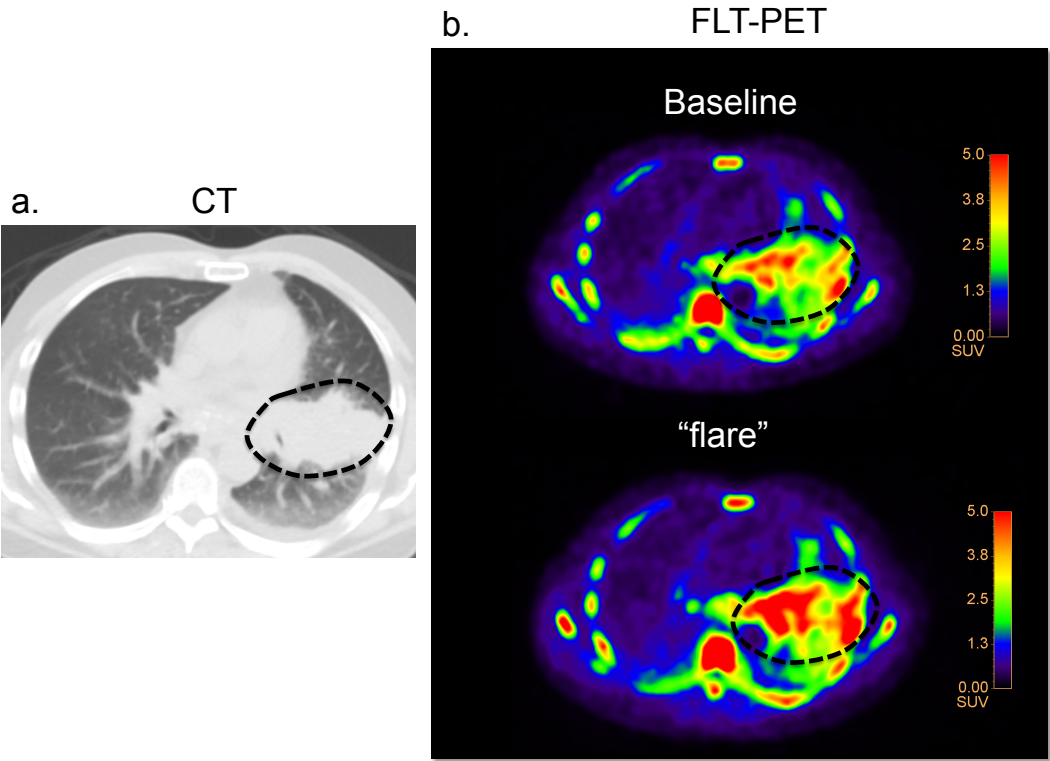 a.
CT
b.
FLT-PET
Baseline
5.0
3.8
2.5
1.3
0.00
SUV
“flare”
5.0
3.8
2.5
1.3
0.00
SUV